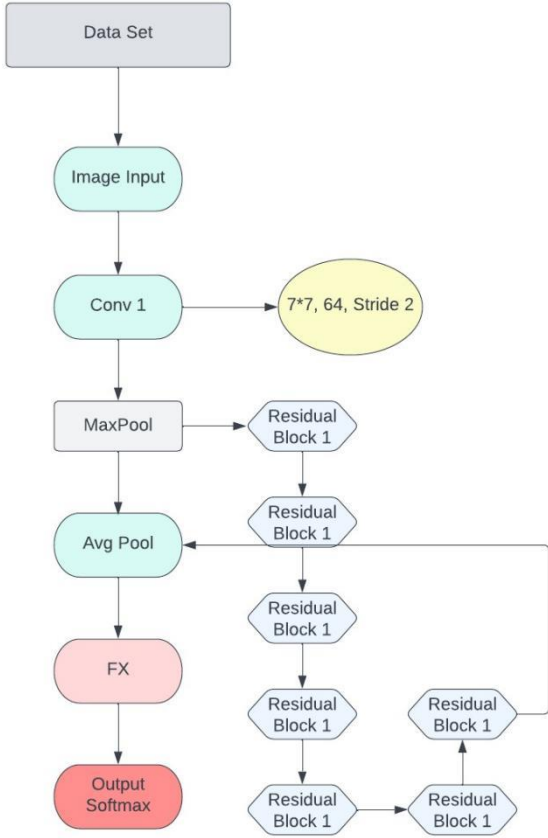 Data Set
Image Input
Conv 1
7*7, 64, Stride 2
MaxPool
Residual
Block 1
Residual
Block 1
Avg Pool
Residual
Block 1
FX
Residual
Block 1
Residual
Block 1
Output
Softmax
Residual
Block 1
Residual
Block 1